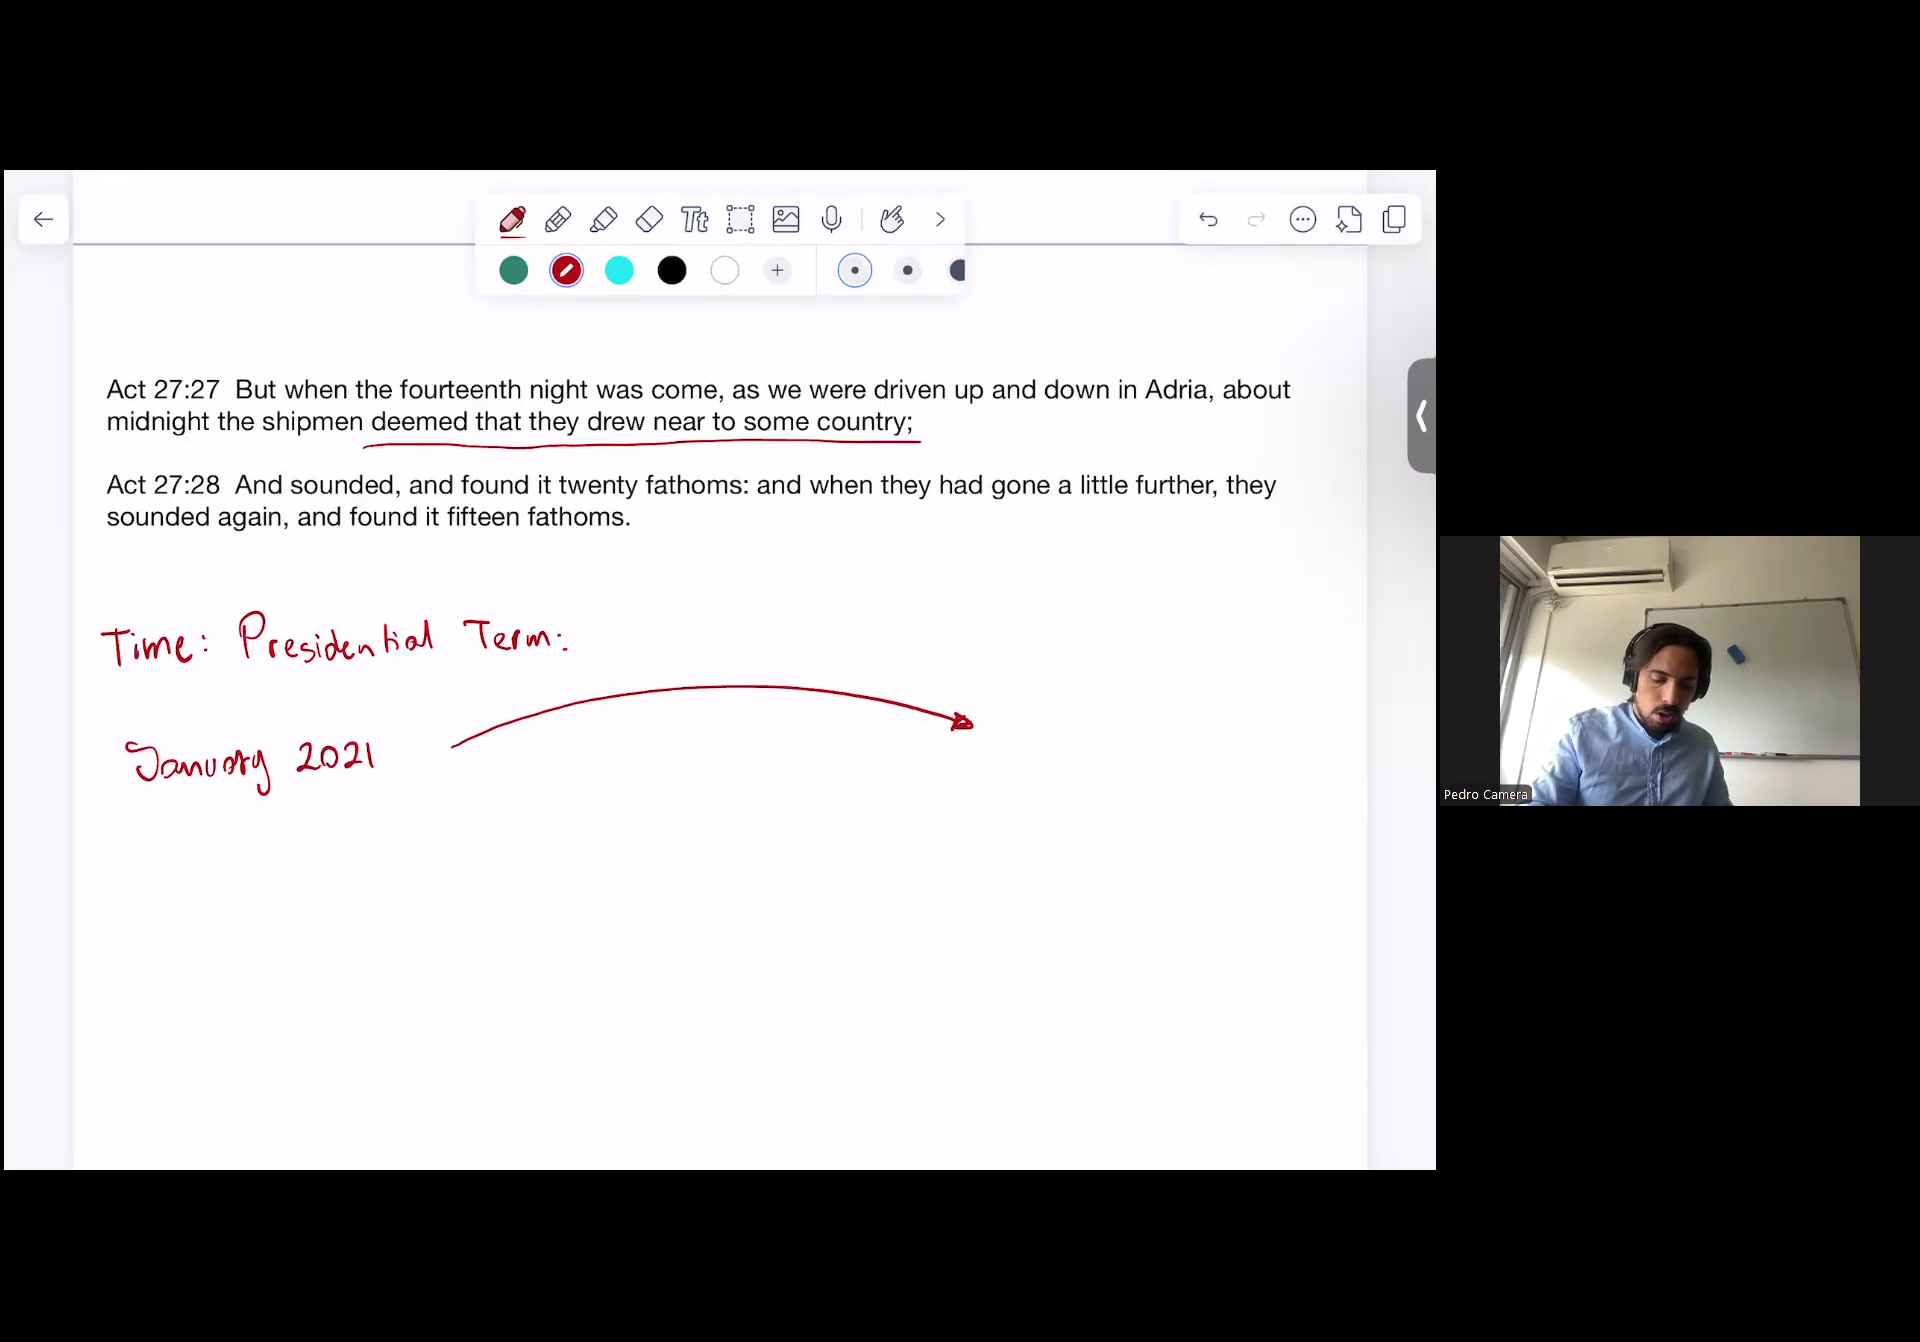 Tt
Act 27:27 But when the fourteenth night was come, as we were driven up and down in Adria, about
midnight the shipmen deemed that they drew near to some country;
Act 27:28 And sounded, and found it twenty fathoms: and when they had gone a little further, they
sounded again, and found it fifteen fathoms.
Time: Presidential Term:
January 2021
Pedro Camera